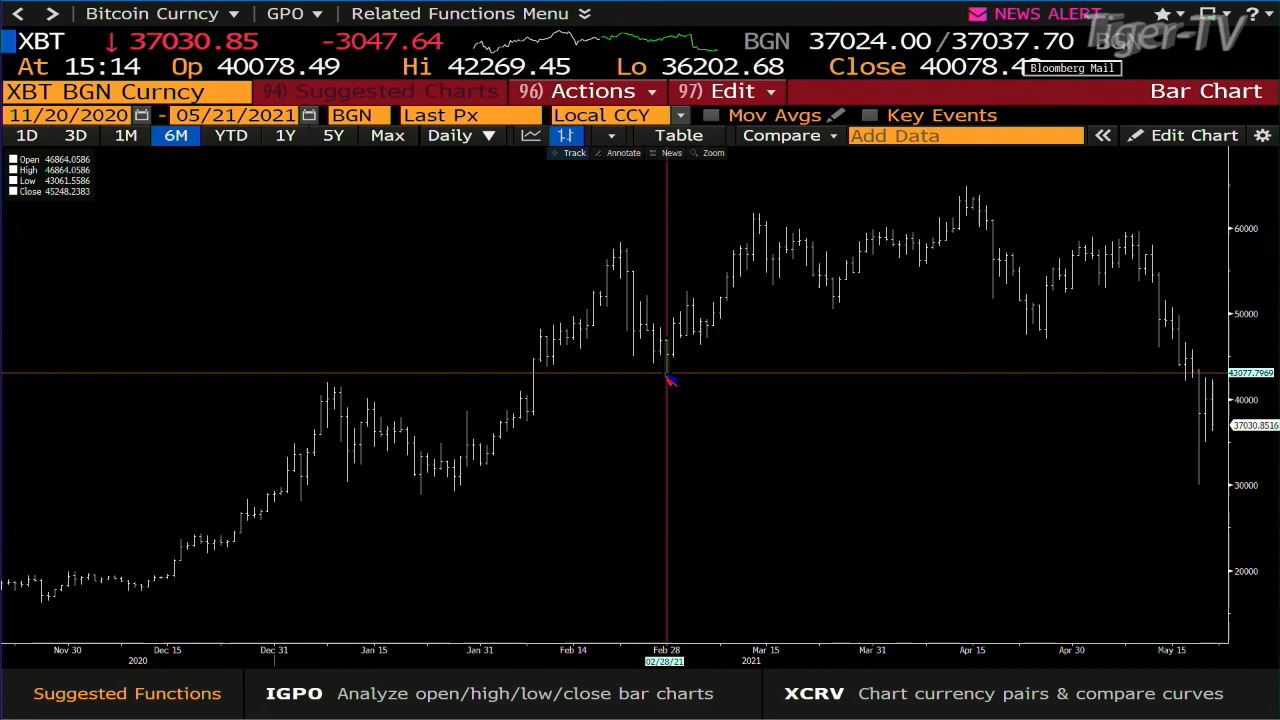 Bitcoin Curncy GPO Related Functions Menu NEWS ALERT ?
Tiger-TV
XBT 37030.85 -3047.64 BGN 37024.00/37037.70 BGN
At 15:14 Op 40078.49 Hi 42269.45 Lo 36202.68 Close 40078.49
Bloomberg Mail
XBT BGN Curncy 94) Suggested Charts 96) Actions 97) Edit Bar Chart
11/20/2020 - 05/21/2021 BGN Last Px Local CCY Mov Avgs Key Events
1D 3D 1M 6M YTD 1Y 5Y Max Daily Table Compare Add Data Edit Chart
Track Annotate News Zoom
Open 46864.0586
High 46864.0586
Low 43061.5586
Close 45248.2383
60000
50000
43077.7969
40000
37030.8516
30000
20000
Nov 30 Dec 15 Dec 31 Jan 15 Jan 31 Feb 14 Feb 28 Mar 15 Mar 31 Apr 15 Apr 30 May 15
2020 02/28/21 2021
Suggested Functions IGPO Analyze open/high/low/close bar charts XCRV Chart currency pairs & compare curves